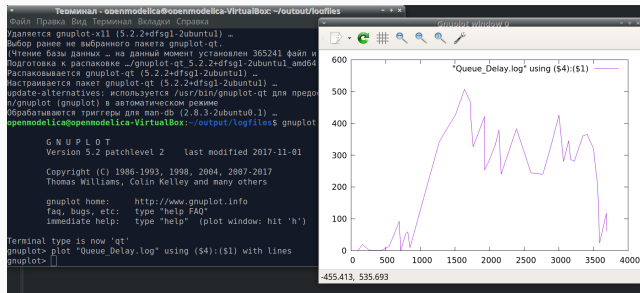 Терминал - openmodelica@openmodelica-VirtualBox: ~/output/logfiles
Файл Правка Вид Терминал Вкладки Справка
Удаляется gnuplot-x11 (5.2.2+dfsg1-2ubuntu1) …
Выбор ранее не выбранного пакета gnuplot-qt.
(Чтение базы данных … на данный момент установлен 365241 файл и
Подготовка к распаковке …/gnuplot-qt_5.2.2+dfsg1-2ubuntu1_amd64
Распаковывается gnuplot-qt (5.2.2+dfsg1-2ubuntu1) …
Настраивается пакет gnuplot-qt (5.2.2+dfsg1-2ubuntu1) …
update-alternatives: используется /usr/bin/gnuplot-qt для предо
n/gnuplot (gnuplot) в автоматическом режиме
Обрабатываются триггеры для man-db (2.8.3-2ubuntu0.1) …
openmodelica@openmodelica-VirtualBox:~/output/logfiles$ gnuplot
G N U P L O T
Version 5.2 patchlevel 2 last modified 2017-11-01
Copyright (C) 1986-1993, 1998, 2004, 2007-2017
Thomas Williams, Colin Kelley and many others
gnuplot home: http://www.gnuplot.info
faq, bugs, etc: type "help FAQ"
immediate help: type "help" (plot window: hit 'h')
Terminal type is now 'qt'
gnuplot> plot "Queue_Delay.log" using ($4):($1) with lines
gnuplot>
Gnuplot window 0
"Queue_Delay.log" using ($4):($1)
600
500
400
300
200
100
0
0 500 1000 1500 2000 2500 3000 3500 4000
-455.413, 535.693